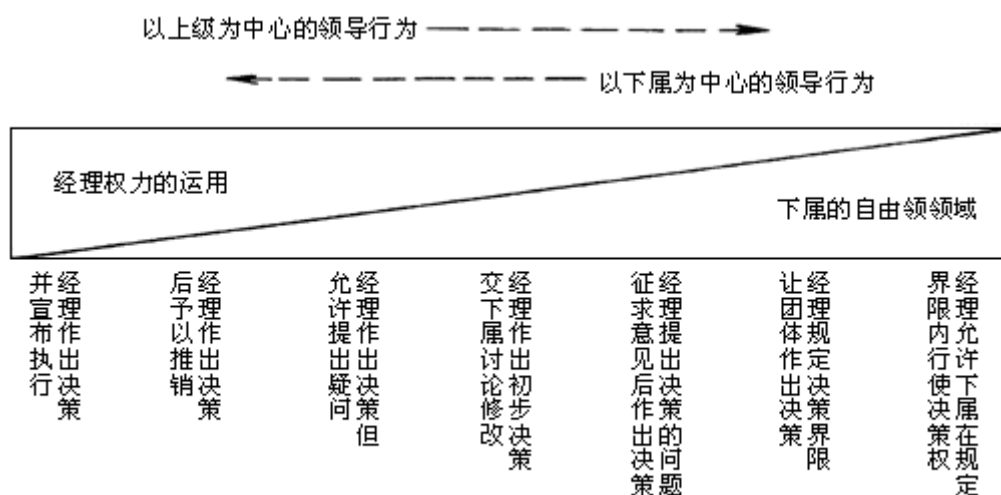 以上级为中心的领导行为
以下属为中心的领导行为
经理权力的运用
下属的自由领领域
经理作出决策
并宣布执行
经理作出决策
后予以推销
经理作出决策但
允许提出疑问
经理作出初步决策
交下属讨论修改
经理提出决策的问题
征求意见后作出决策
经理规定决策界限
让团体作出决策
经理允许下属在规定
界限内行使决策权